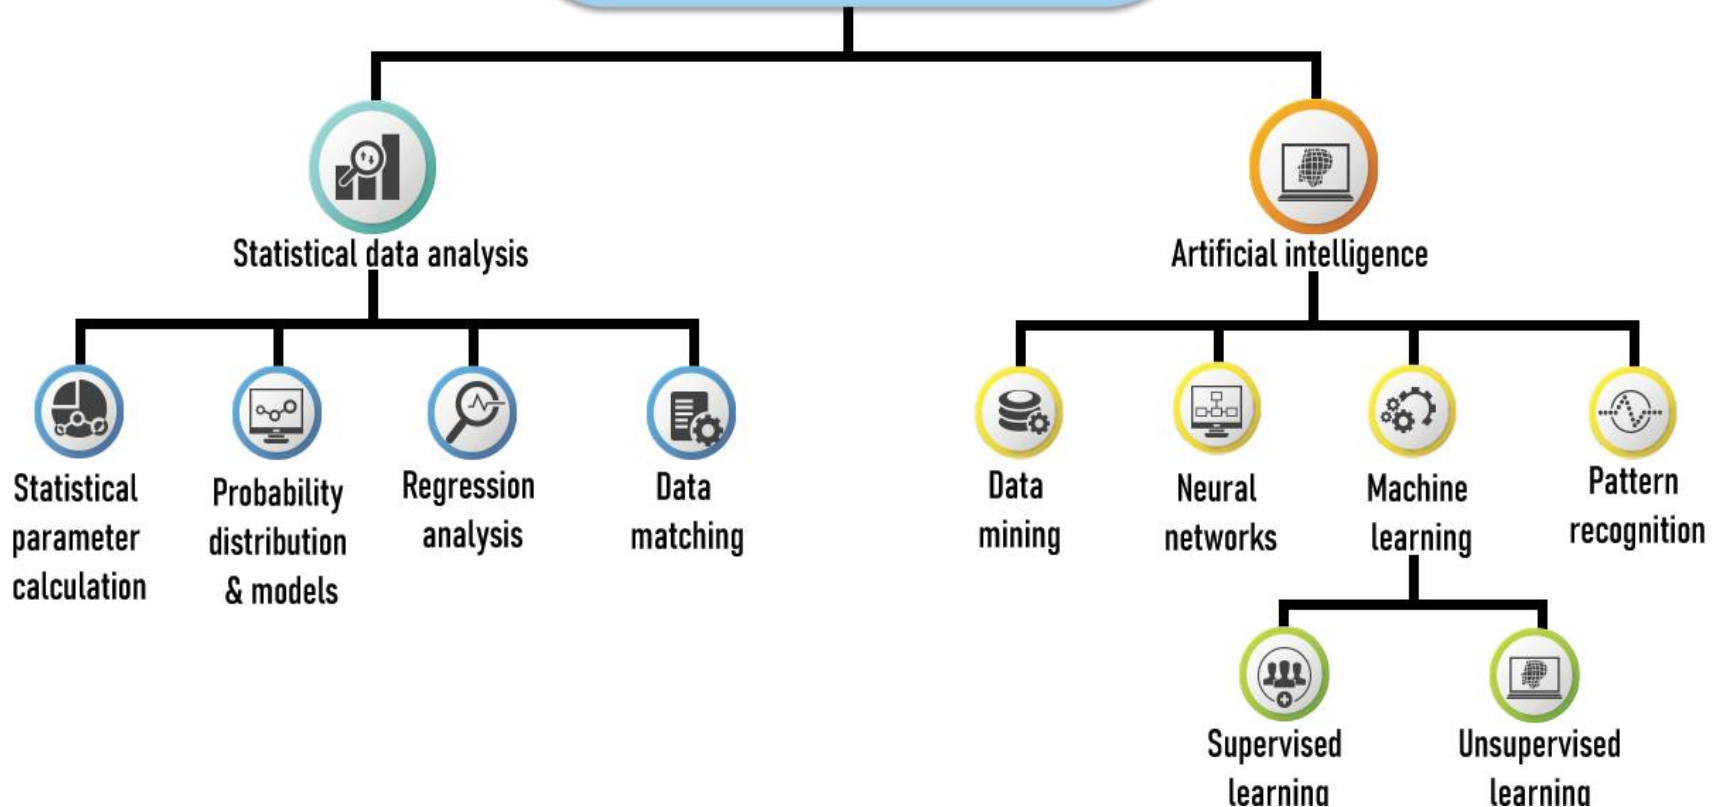 Statistical data analysis
Artificial intelligence
Statistical
parameter
calculation
Probability
distribution
& models
Regression
analysis
Data
matching
Data
mining
Neural
networks
Machine
learning
Pattern
recognition
Supervised
learning
Unsupervised
learning